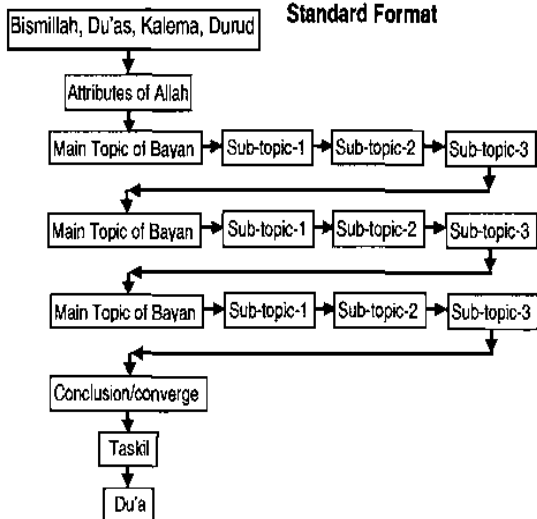 Standard Format
Bismillah, Du'as, Kalema, Durud
Attributes of Allah
Main Topic of Bayan Sub-topic-1 Sub-topic-2 Sub-topic-3
Main Topic of Bayan Sub-topic-1 Sub-topic-2 Sub-topic-3
Main Topic of Bayan Sub-topic-1 Sub-topic-2 Sub-topic-3
Conclusion/converge
Taskil
Du'a